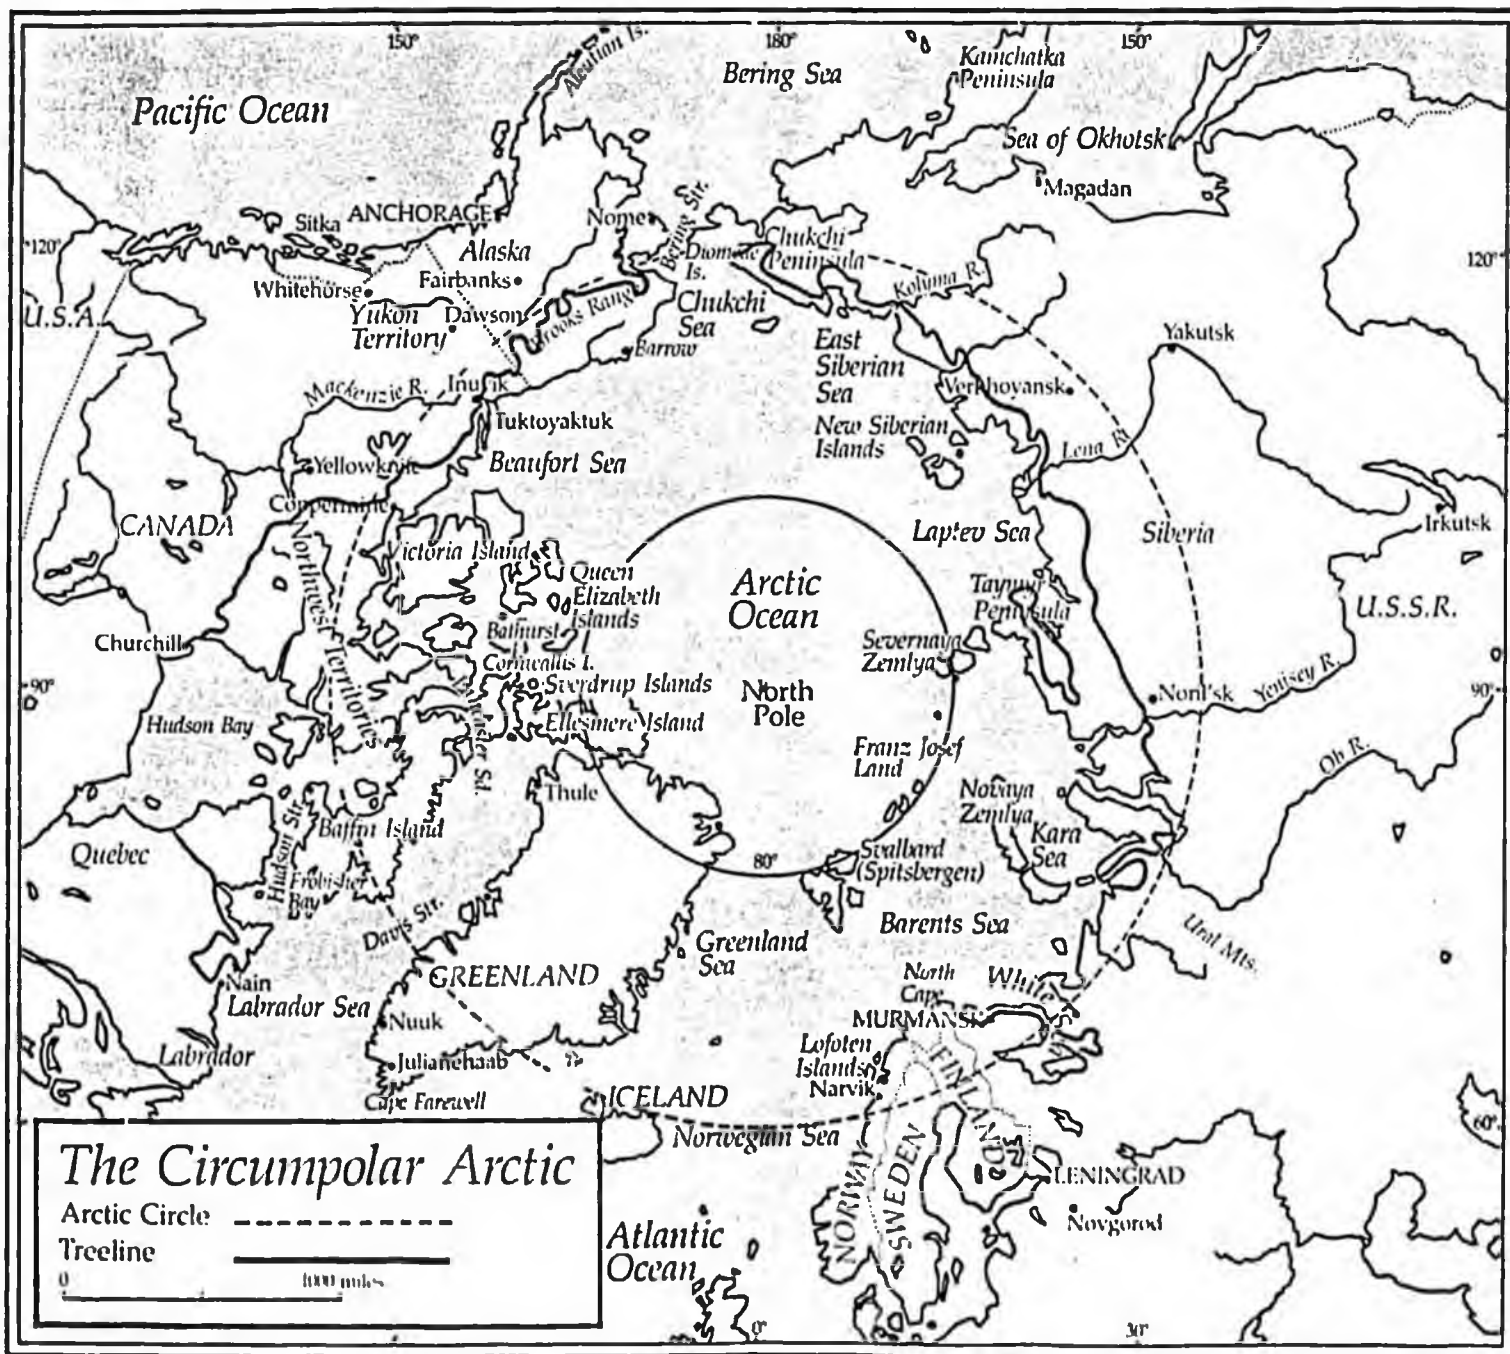 150°
180°
150°
Aleutian Is.
Bering Sea
Kamchatka
Peninsula
Pacific Ocean
Sea of Okhotsk
Magadan
Sitka
ANCHORAGE
Nome
Bering Str.
Diomede
Is.
Chukchi
Peninsula
120°
Alaska
120°
Whitehorse
Fairbanks
Kolyma R.
U.S.A.
Yukon
Territory
Dawson
Brooks Range
Chukchi
Sea
Barrow
East
Siberian
Sea
Yakutsk
Mackenzie R.
Inuvik
Verkhoyansk
Tuktoyaktuk
New Siberian
Islands
Lena R.
Yellowknife
Beaufort Sea
Coppermine
CANADA
Laptev Sea
Siberia
Irkutsk
Northwest Territories
Victoria Island
Queen
Elizabeth
Islands
Arctic
Ocean
Taymyr
Peninsula
U.S.S.R.
Churchill
Bathurst
Severnaya
Zemlya
Cornwallis I.
Sverdrup Islands
90°
North
Pole
Noril'sk
Yenisey R.
90°
Hudson Bay
Ellesmere Island
Lancaster Sd.
Franz Josef
Land
Ob R.
Thule
Novaya
Zemlya
Baffin Island
Kara
Sea
Quebec
Hudson Str.
80°
Svalbard
(Spitsbergen)
Frobisher
Bay
Davis Str.
Barents Sea
Ural Mts.
Greenland
Sea
GREENLAND
North
Cape
White
Nain
Labrador Sea
Nuuk
MURMANSK
Labrador
Julianehaab
Lofoten
Islands
Narvik
FINLAND
Cape Farewell
ICELAND
60°
Norwegian Sea
NORWAY
SWEDEN
LENINGRAD
Novgorod
Atlantic
Ocean
The Circumpolar Arctic
Arctic Circle
Treeline
0
1000 miles
0°
30°